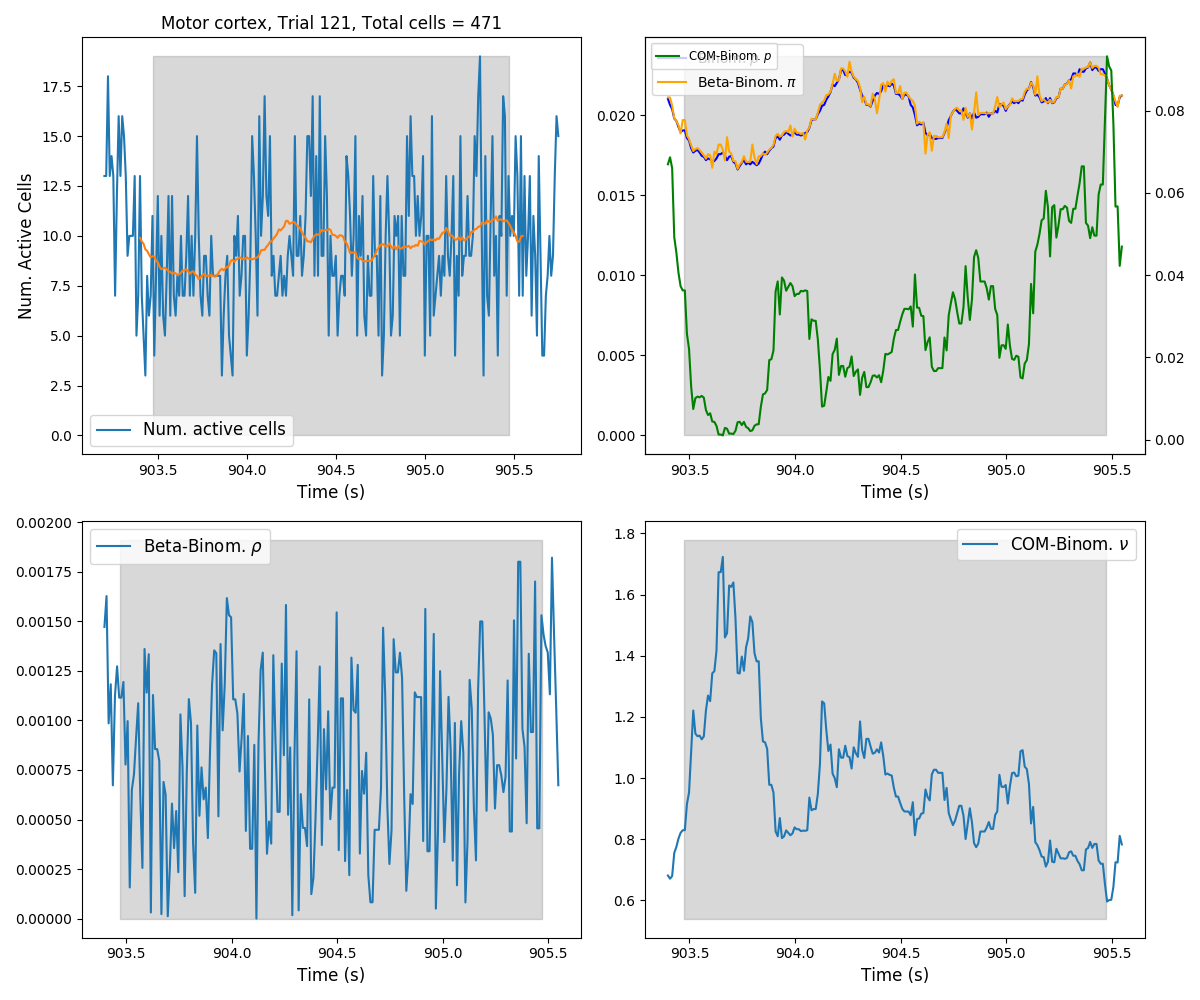 Motor cortex, Trial 121, Total cells = 471
Num. Active Cells
17.5
15.0
12.5
10.0
7.5
5.0
2.5
0.0
Num. active cells
903.5 904.0 904.5 905.0 905.5
Time (s)
COM-Binom. p
Beta-Binom. π
0.020
0.015
0.010
0.005
0.000
0.08
0.06
0.04
0.02
0.00
903.5 904.0 904.5 905.0 905.5
Time (s)
Beta-Binom. ρ
0.00200
0.00175
0.00150
0.00125
0.00100
0.00075
0.00050
0.00025
0.00000
903.5 904.0 904.5 905.0 905.5
Time (s)
COM-Binom. ν
1.8
1.6
1.4
1.2
1.0
0.8
0.6
903.5 904.0 904.5 905.0 905.5
Time (s)